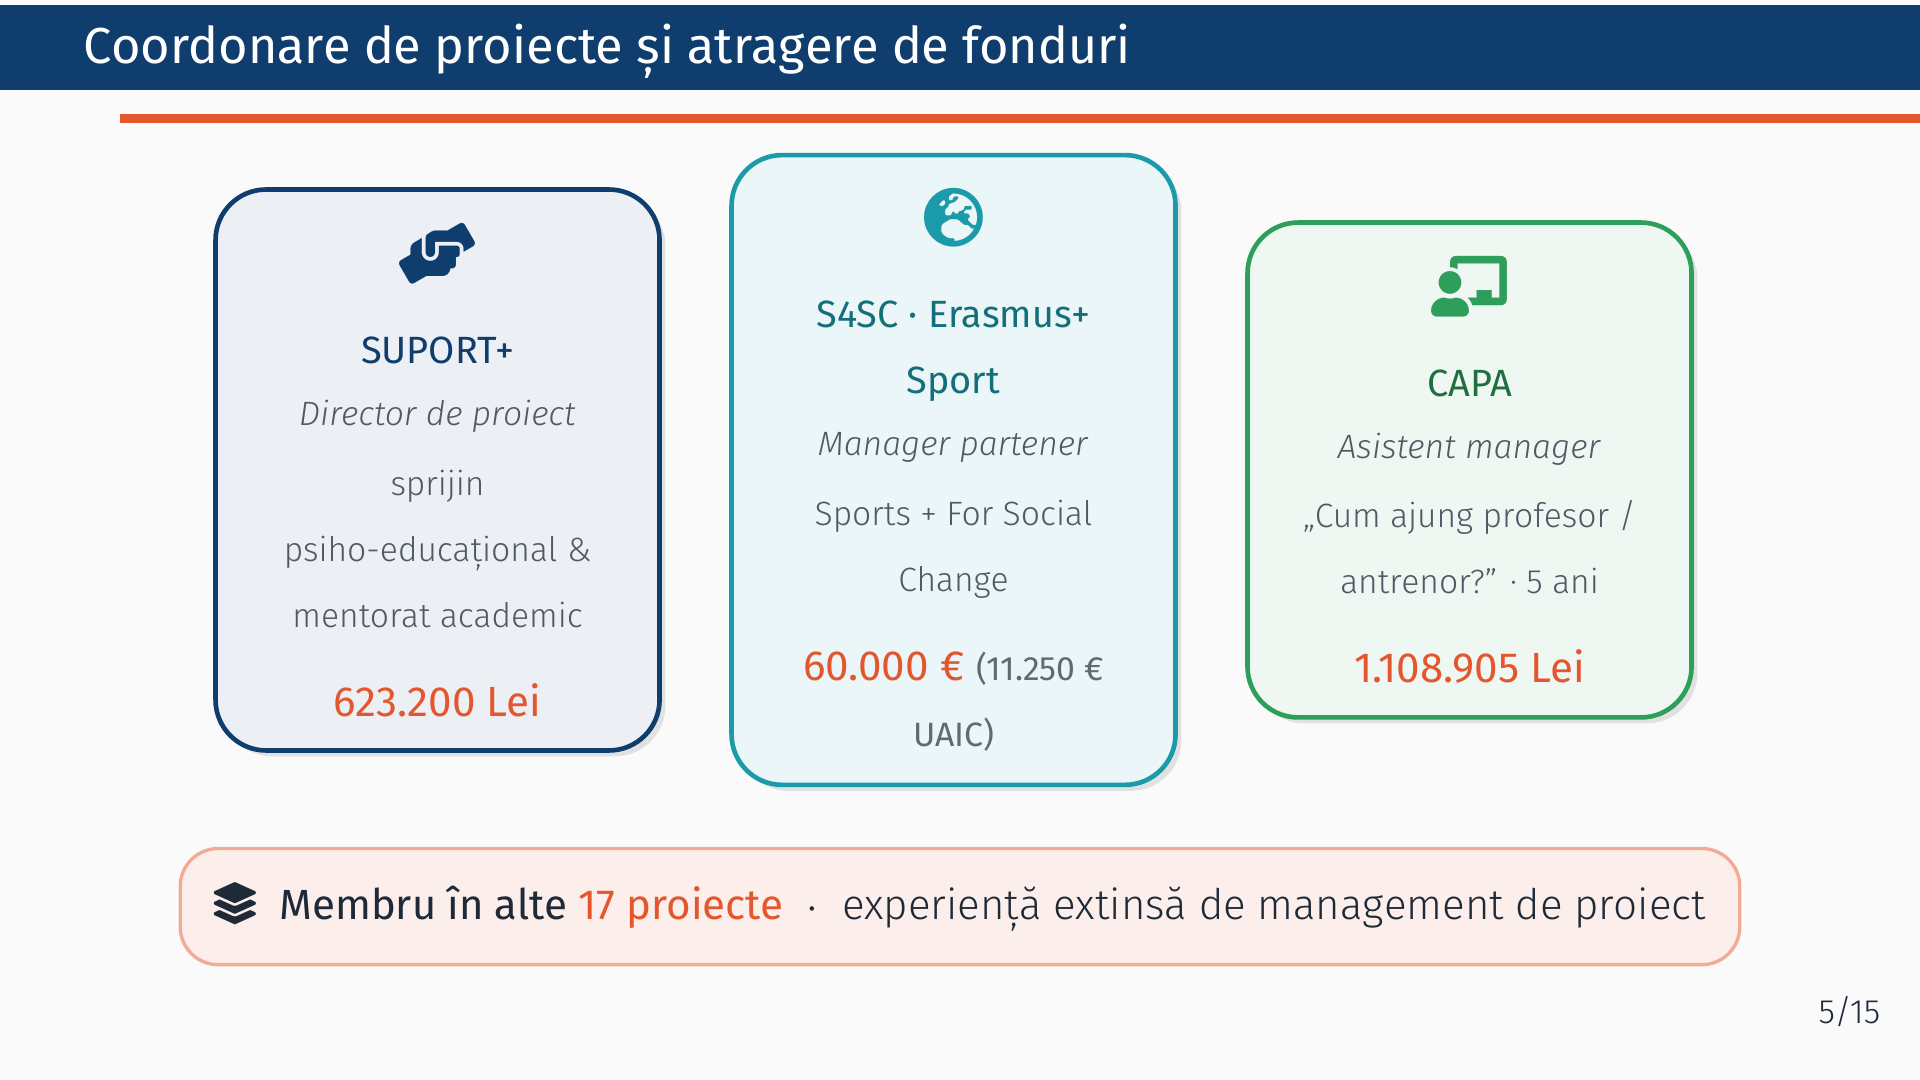 Coordonare de proiecte și atragere de fonduri
SUPORT+
Director de proiect
sprijin
psiho-educațional &
mentorat academic
623.200 Lei
S4SC · Erasmus+
Sport
Manager partener
Sports + For Social
Change
60.000 € (11.250 €
UAIC)
CAPA
Asistent manager
„Cum ajung profesor /
antrenor?” · 5 ani
1.108.905 Lei
Membru în alte 17 proiecte · experiență extinsă de management de proiect
5/15